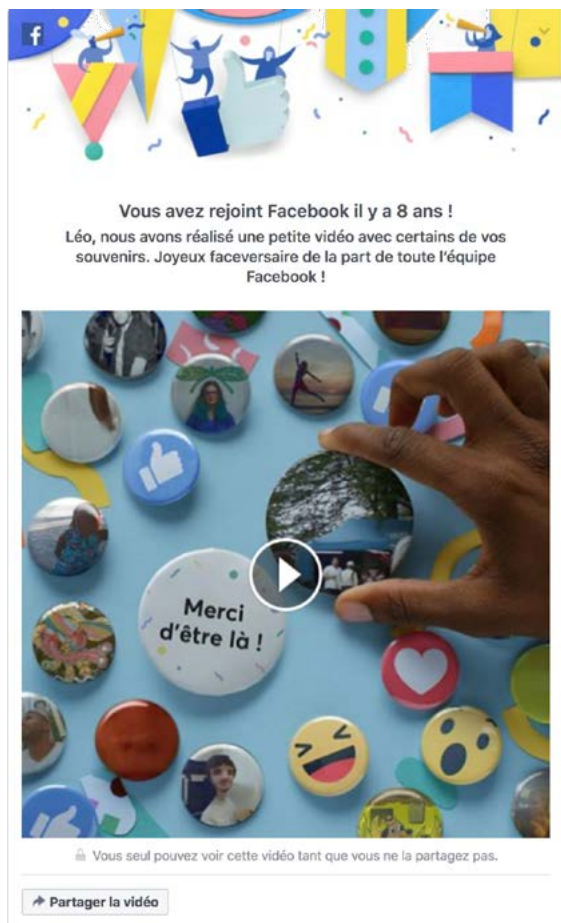 f
Vous avez rejoint Facebook il y a 8 ans !
Léo, nous avons réalisé une petite vidéo avec certains de vos
souvenirs. Joyeux faceversaire de la part de toute l'équipe
Facebook !
Merci
d'être là !
Vous seul pouvez voir cette vidéo tant que vous ne la partagez pas.
Partager la vidéo